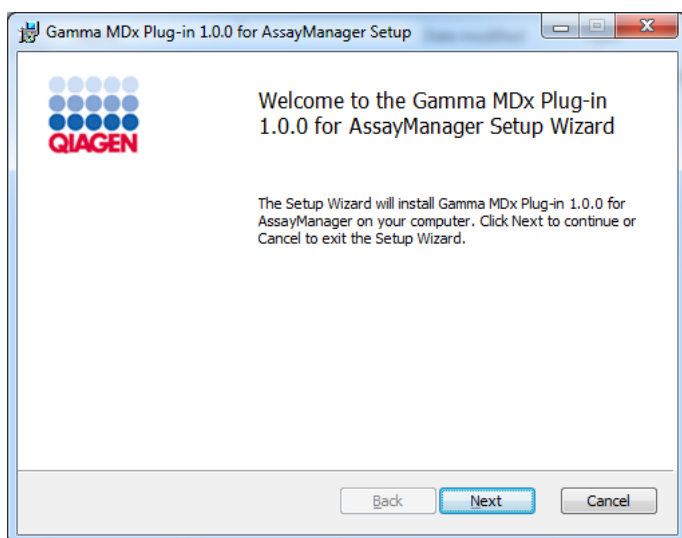 Gamma MDx Plug-in 1.0.0 for AssayManager Setup
QIAGEN
Welcome to the Gamma MDx Plug-in
1.0.0 for AssayManager Setup Wizard
The Setup Wizard will install Gamma MDx Plug-in 1.0.0 for
AssayManager on your computer. Click Next to continue or
Cancel to exit the Setup Wizard.
Back
Next
Cancel